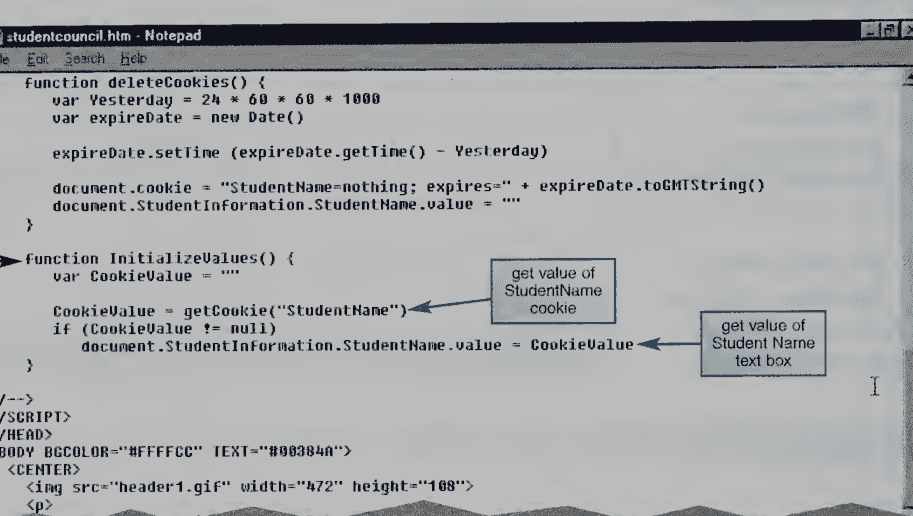 studentcouncil.htm - Notepad
Edit Search Help
function deleteCookies() {
var Yesterday = 24 * 60 * 60 * 1000
var expireDate = new Date()
expireDate.setTime (expireDate.getTime() - Yesterday)
document.cookie = "StudentName=nothing; expires=" + expireDate.toGMTString()
document.StudentInformation.StudentName.value = ""
}
function InitializeValues() {
var CookieValue = ""
CookieValue = getCookie("StudentName")
if (CookieValue != null)
document.StudentInformation.StudentName.value = CookieValue
}
get value of
StudentName
cookie
get value of
Student Name
text box
/-->
/SCRIPT>
/HEAD>
BODY BGCOLOR="#FFFFCC" TEXT="#00384A">
<CENTER>
<img src="header1.gif" width="472" height="108">
<p>